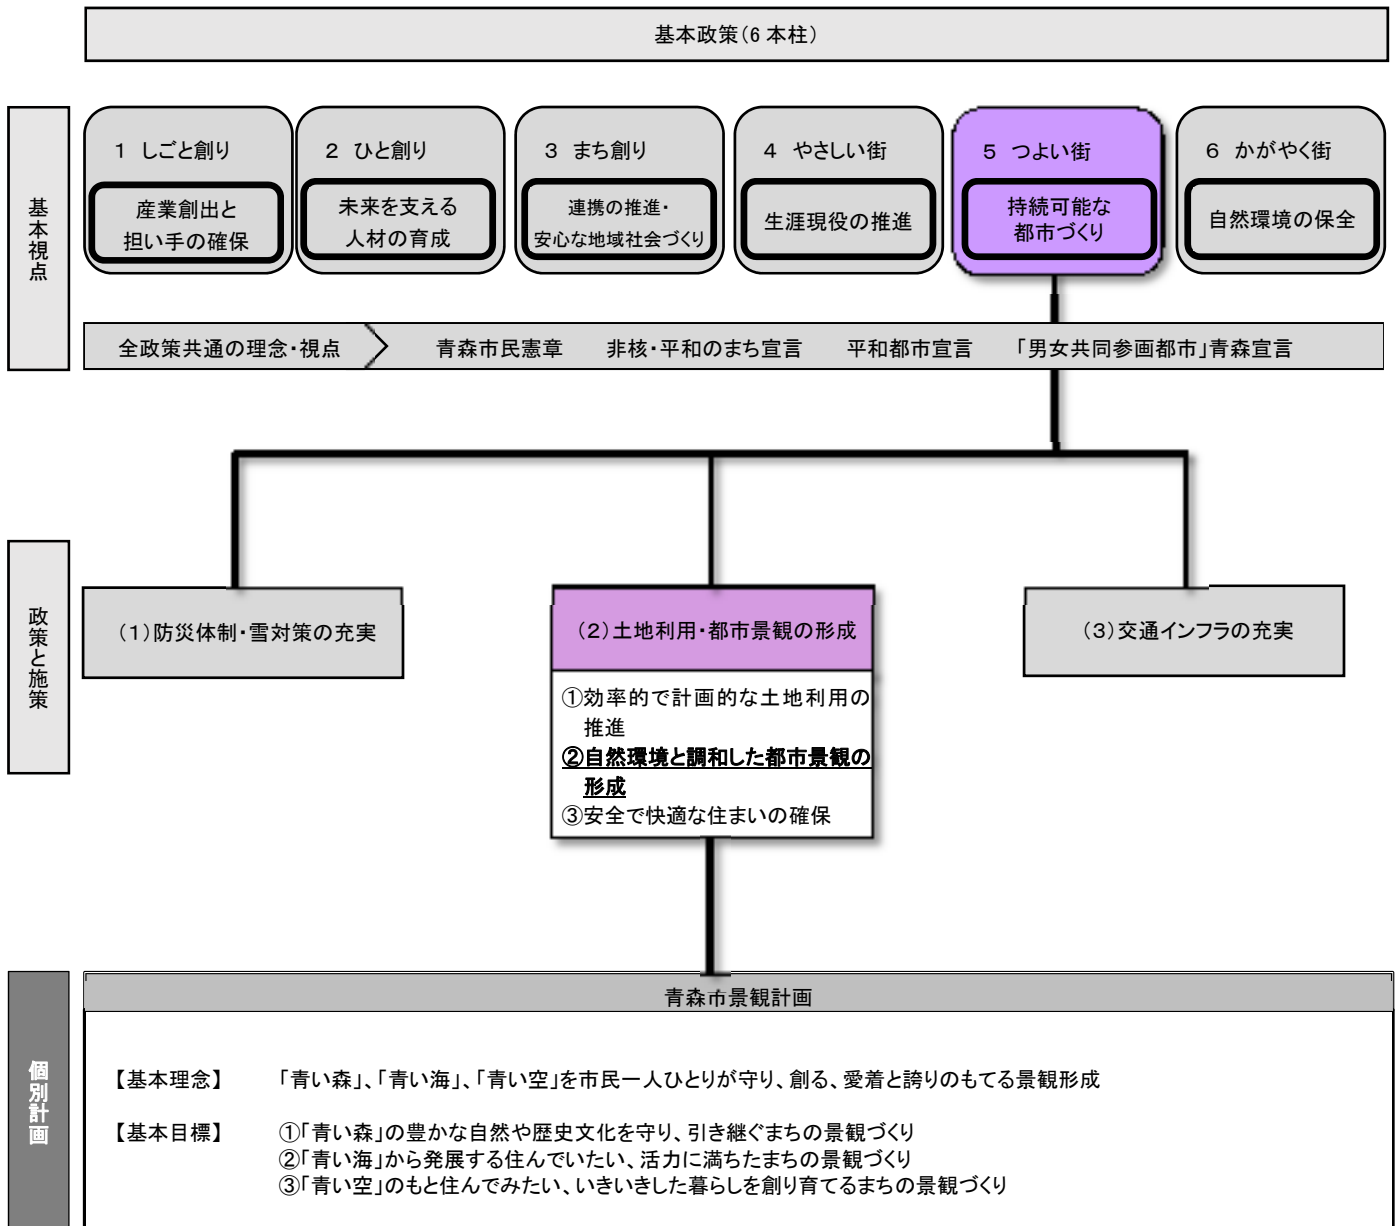 基本政策(6本柱)
基本視点
1 しごと創り
産業創出と
担い手の確保
2 ひと創り
未来を支える
人材の育成
3 まち創り
連携の推進・
安心な地域社会づくり
4 やさしい街
生涯現役の推進
5 つよい街
持続可能な
都市づくり
6 かがやく街
自然環境の保全
全政策共通の理念・視点 青森市民憲章 非核・平和のまち宣言 平和都市宣言 「男女共同参画都市」青森宣言
政策と施策
(1)防災体制・雪対策の充実
(2)土地利用・都市景観の形成
①効率的で計画的な土地利用の
推進
②自然環境と調和した都市景観の
形成
③安全で快適な住まいの確保
(3)交通インフラの充実
個別計画
青森市景観計画
【基本理念】 「青い森」、「青い海」、「青い空」を市民一人ひとりが守り、創る、愛着と誇りのもてる景観形成
【基本目標】 ①「青い森」の豊かな自然や歴史文化を守り、引き継ぐまちの景観づくり
②「青い海」から発展する住んでいたい、活力に満ちたまちの景観づくり
③「青い空」のもと住んでみたい、いきいきした暮らしを創り育てるまちの景観づくり